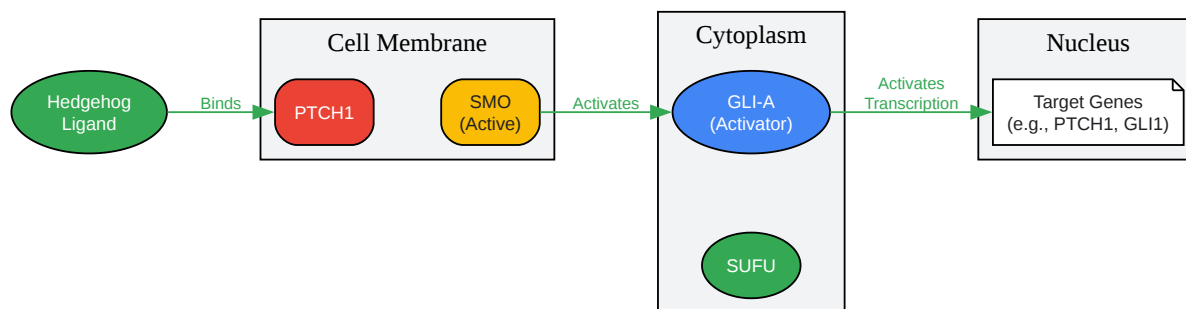 Cell Membrane
Cytoplasm
Nucleus
Hedgehog
Ligand
Binds
PTCH1
SMO
(Active)
Activates
GLI-A
(Activator)
Activates
Transcription
Target Genes
(e.g., PTCH1, GLI1)
SUFU